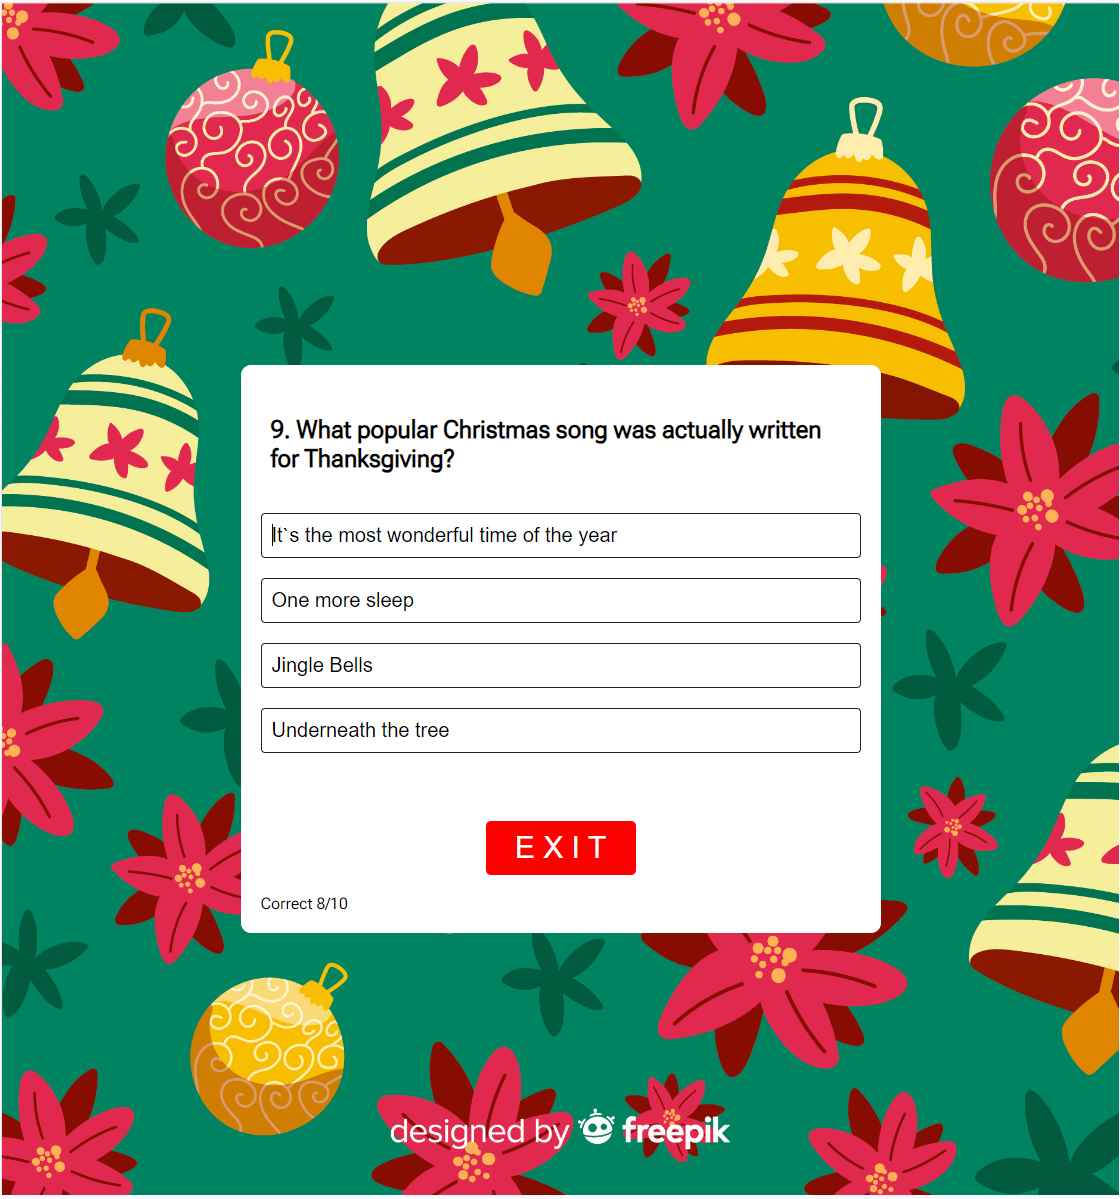 9. What popular Christmas song was actually written
for Thanksgiving?
It`s the most wonderful time of the year
One more sleep
Jingle Bells
Underneath the tree
EXIT
Correct 8/10
designed by freepik